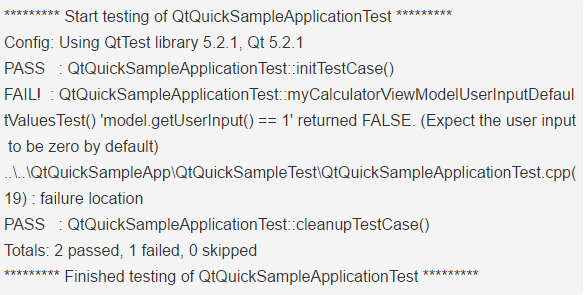 ********* Start testing of QtQuickSampleApplicationTest *********
Config: Using QtTest library 5.2.1, Qt 5.2.1
PASS   : QtQuickSampleApplicationTest::initTestCase()
FAIL!  : QtQuickSampleApplicationTest::myCalculatorViewModelUserInputDefaul
tValuesTest() 'model.getUserInput() == 1' returned FALSE. (Expect the user input
to be zero by default)
..\..\QtQuickSampleApp\QtQuickSampleTest\QtQuickSampleApplicationTest.cpp(
19) : failure location
PASS   : QtQuickSampleApplicationTest::cleanupTestCase()
Totals: 2 passed, 1 failed, 0 skipped
********* Finished testing of QtQuickSampleApplicationTest *********